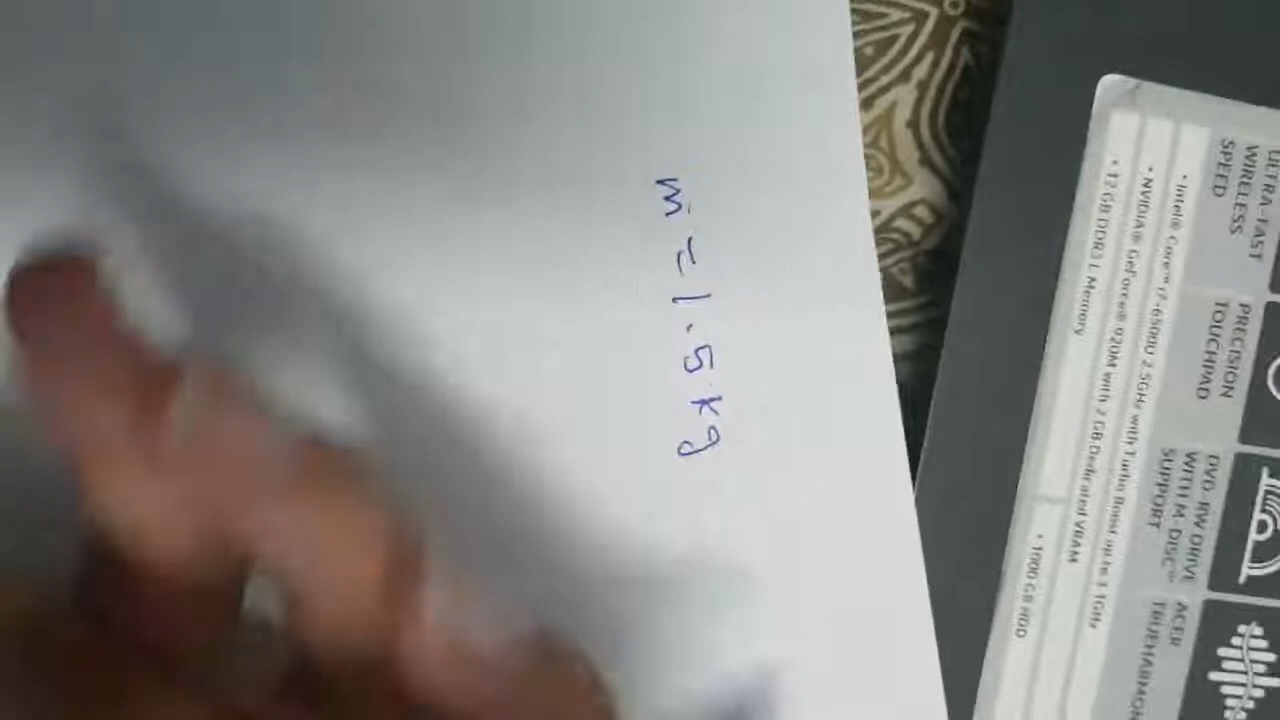 m = 1.5 kg
ULTRA-FAST
WIRELESS
SPEED
PRECISION
TOUCHPAD
DVD-RW DRIVE
WITH M-DISC™
SUPPORT
ACER
TRUEHARMONY
• Intel® Core™ i7-6500U 2.5GHz with Turbo Boost up to 3.1GHz
• NVIDIA® GeForce® 920M with 2 GB Dedicated VRAM
• 12 GB DDR3 L Memory
• 1000 GB HDD